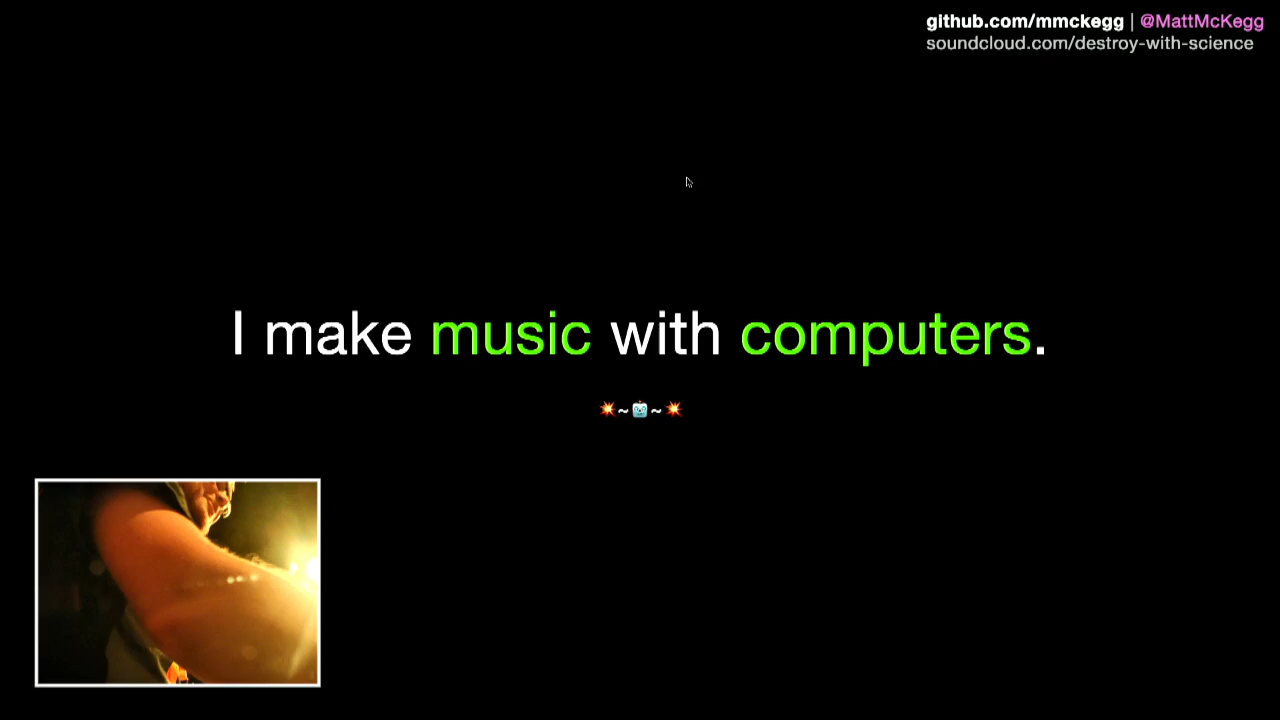 github.com/mmckegg | @MattMcKegg
soundcloud.com/destroy-with-science
I make music with computers.
💥~🤖~💥